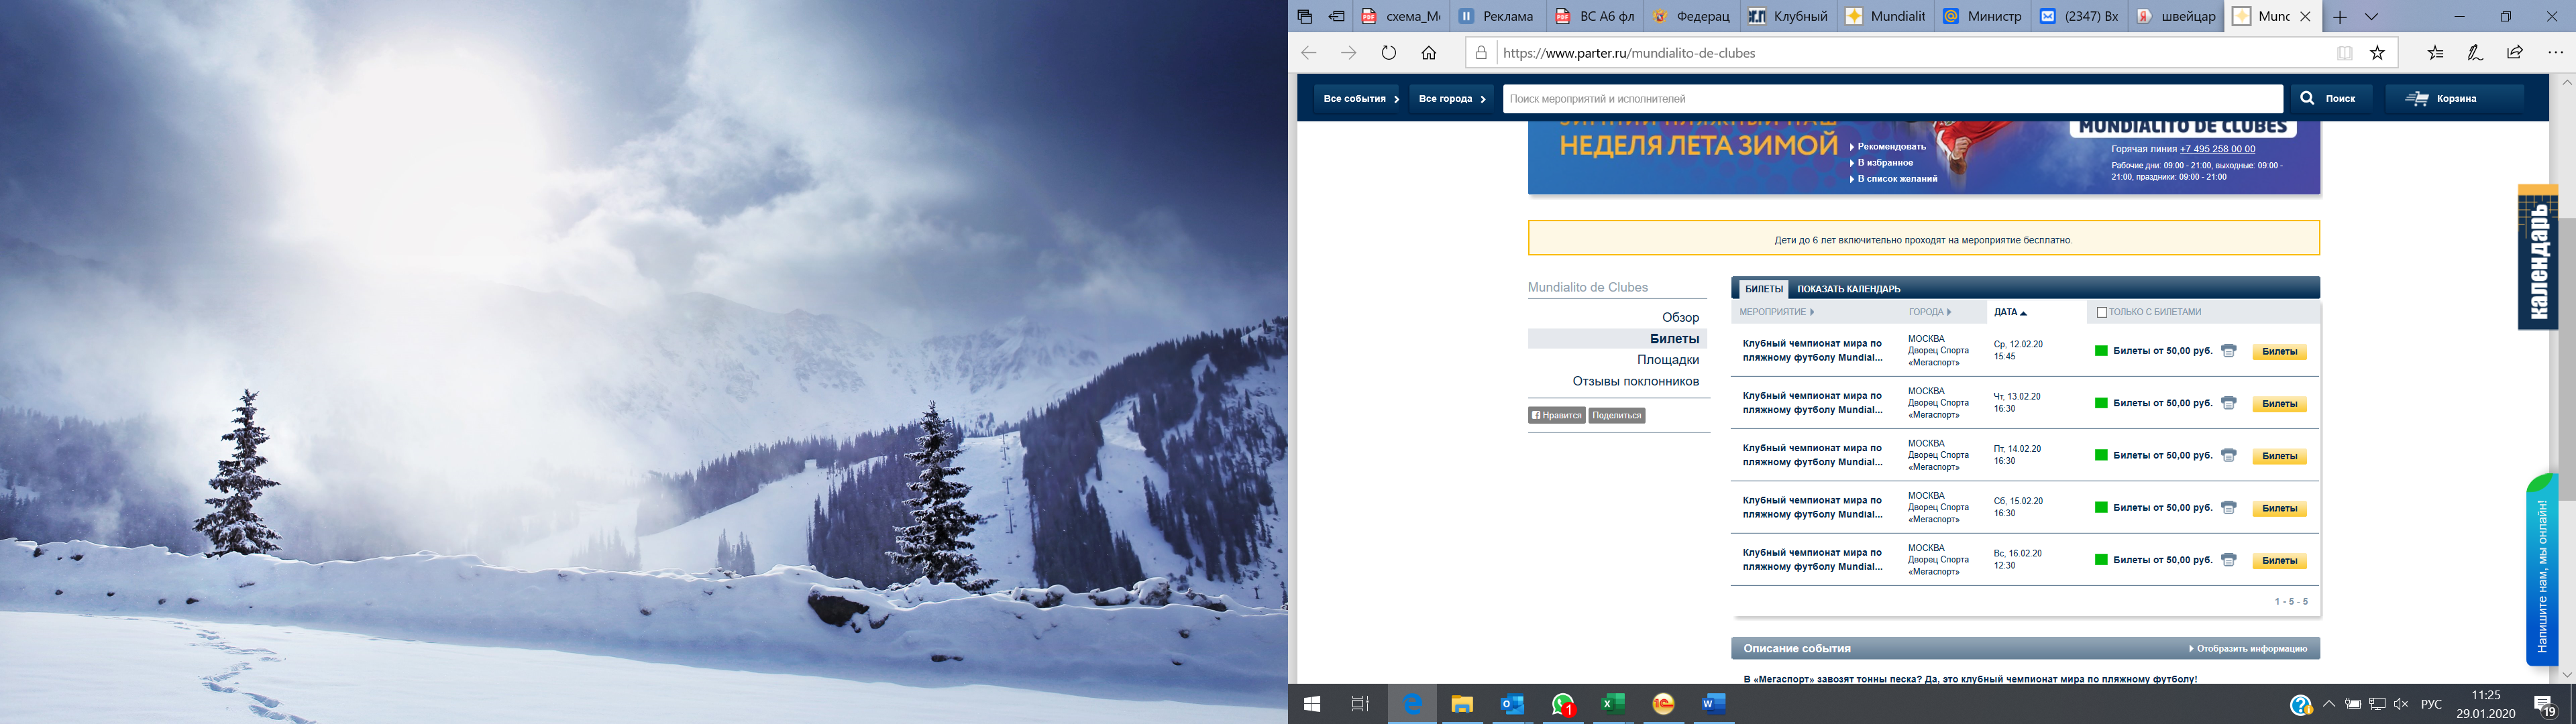 схема_М
Реклама
ВС А6 фл
Федерац
Клубный
Mundialit
Министр
(2347) Вх
швейцар
Munc
https://www.parter.ru/mundialito-de-clubes
Все события
Все города
Поиск мероприятий и исполнителей
Поиск
Корзина
НЕДЕЛЯ ЛЕТА ЗИМОЙ
Рекомендовать
В избранное
В список желаний
MUNDIALITO DE CLUBES
Горячая линия +7 495 258 00 00
Рабочие дни: 09:00 - 21:00, выходные: 09:00 -
21:00, праздники: 09:00 - 21:00
календарь
Дети до 6 лет включительно проходят на мероприятие бесплатно.
Mundialito de Clubes
Обзор
Билеты
Площадки
Отзывы поклонников
Нравится
Поделиться
БИЛЕТЫ
ПОКАЗАТЬ КАЛЕНДАРЬ
МЕРОПРИЯТИЕ
ГОРОДА
ДАТА
ТОЛЬКО С БИЛЕТАМИ
Клубный чемпионат мира по
пляжному футболу Mundial...
МОСКВА
Дворец Спорта
«Мегаспорт»
Ср, 12.02.20
15:45
Билеты от 50,00 руб.
Билеты
Клубный чемпионат мира по
пляжному футболу Mundial...
МОСКВА
Дворец Спорта
«Мегаспорт»
Чт, 13.02.20
16:30
Билеты от 50,00 руб.
Билеты
Клубный чемпионат мира по
пляжному футболу Mundial...
МОСКВА
Дворец Спорта
«Мегаспорт»
Пт, 14.02.20
16:30
Билеты от 50,00 руб.
Билеты
Клубный чемпионат мира по
пляжному футболу Mundial...
МОСКВА
Дворец Спорта
«Мегаспорт»
Сб, 15.02.20
16:30
Билеты от 50,00 руб.
Билеты
Клубный чемпионат мира по
пляжному футболу Mundial...
МОСКВА
Дворец Спорта
«Мегаспорт»
Вс, 16.02.20
12:30
Билеты от 50,00 руб.
Билеты
1 - 5 - 5
Напишите нам, мы онлайн!
Описание события
Отобразить информацию
В «Мегаспорт» завозят тонны песка? Да, это клубный чемпионат мира по пляжному футболу!
1
РУС
11:25
29.01.2020
19